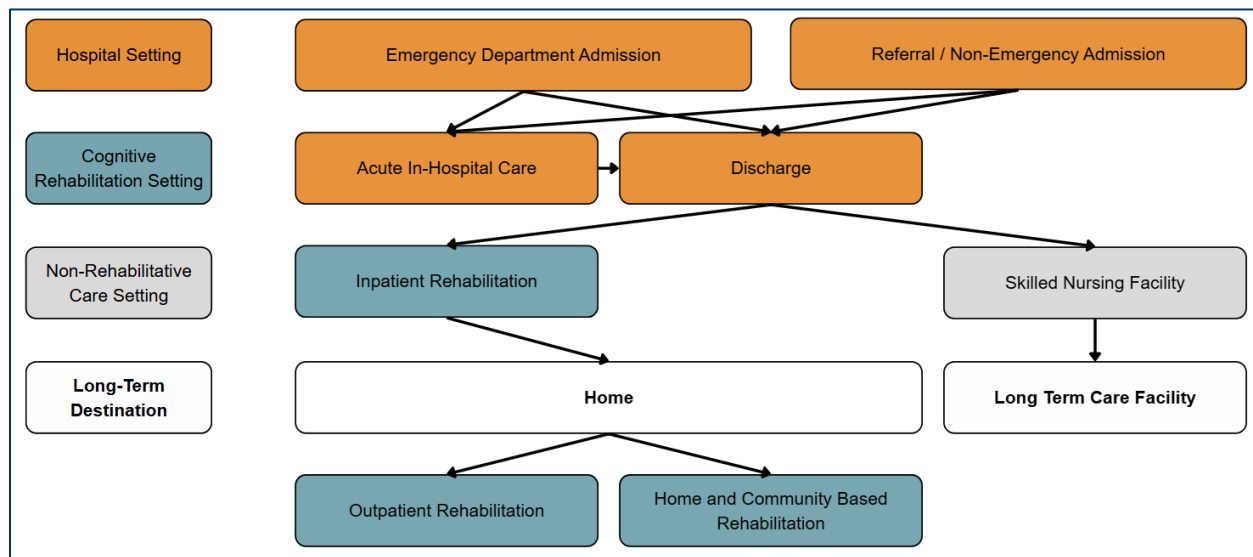 Hospital Setting
Emergency Department Admission
Referral / Non-Emergency Admission
Cognitive
Rehabilitation Setting
Acute In-Hospital Care
Discharge
Non-Rehabilitative
Care Setting
Inpatient Rehabilitation
Skilled Nursing Facility
Long-Term
Destination
Home
Long Term Care Facility
Outpatient Rehabilitation
Home and Community Based
Rehabilitation